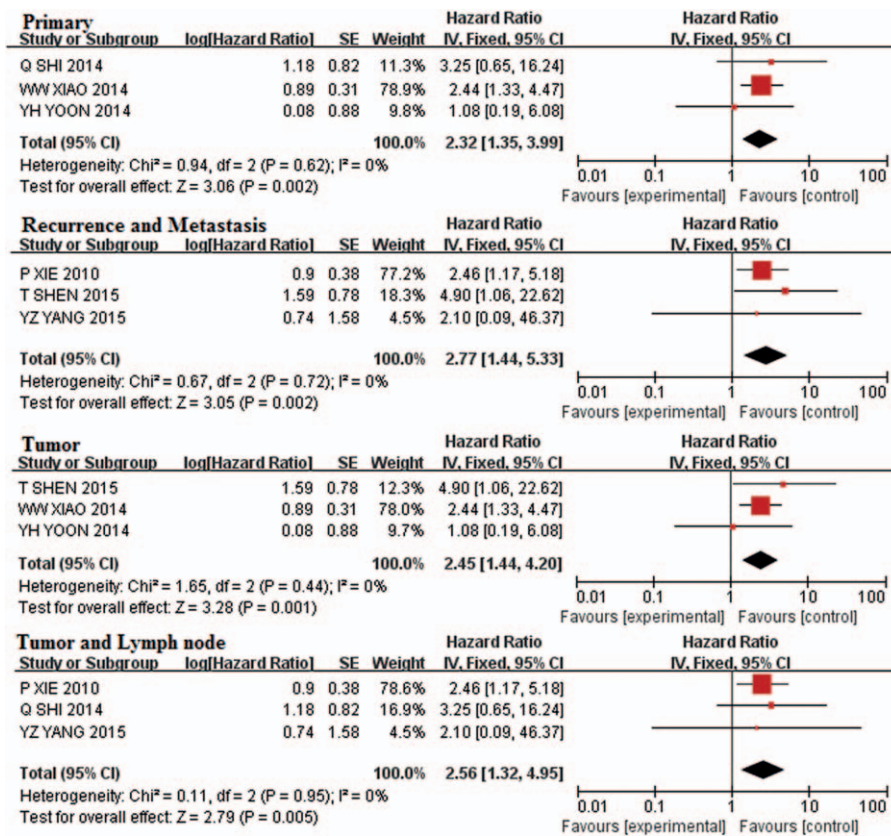 Primary Hazard Ratio Hazard Ratio
Study or Subgroup log[Hazard Ratio] SE Weight IV, Fixed, 95% CI IV, Fixed, 95% CI
Q SHI 2014 1.18 0.82 11.3% 3.25 [0.65, 16.24]
WW XIAO 2014 0.89 0.31 78.9% 2.44 [1.33, 4.47]
YH YOON 2014 0.08 0.88 9.8% 1.08 [0.19, 6.08]
Total (95% CI) 100.0% 2.32 [1.35, 3.99]
Heterogeneity: Chi² = 0.94, df = 2 (P = 0.62); I² = 0%
Test for overall effect: Z = 3.06 (P = 0.002)
0.01 0.1 1 10 100
Favours [experimental] Favours [control]
Recurrence and Metastasis Hazard Ratio Hazard Ratio
Study or Subgroup log[Hazard Ratio] SE Weight IV, Fixed, 95% CI IV, Fixed, 95% CI
P XIE 2010 0.9 0.38 77.2% 2.46 [1.17, 5.18]
T SHEN 2015 1.59 0.78 18.3% 4.90 [1.06, 22.62]
YZ YANG 2015 0.74 1.58 4.5% 2.10 [0.09, 46.37]
Total (95% CI) 100.0% 2.77 [1.44, 5.33]
Heterogeneity: Chi² = 0.67, df = 2 (P = 0.72); I² = 0%
Test for overall effect: Z = 3.05 (P = 0.002)
0.01 0.1 1 10 100
Favours [experimental] Favours [control]
Tumor Hazard Ratio Hazard Ratio
Study or Subgroup log[Hazard Ratio] SE Weight IV, Fixed, 95% CI IV, Fixed, 95% CI
T SHEN 2015 1.59 0.78 12.3% 4.90 [1.06, 22.62]
WW XIAO 2014 0.89 0.31 78.0% 2.44 [1.33, 4.47]
YH YOON 2014 0.08 0.88 9.7% 1.08 [0.19, 6.08]
Total (95% CI) 100.0% 2.45 [1.44, 4.20]
Heterogeneity: Chi² = 1.65, df = 2 (P = 0.44); I² = 0%
Test for overall effect: Z = 3.28 (P = 0.001)
0.01 0.1 1 10 100
Favours [experimental] Favours [control]
Tumor and Lymph node Hazard Ratio Hazard Ratio
Study or Subgroup log[Hazard Ratio] SE Weight IV, Fixed, 95% CI IV, Fixed, 95% CI
P XIE 2010 0.9 0.38 78.6% 2.46 [1.17, 5.18]
Q SHI 2014 1.18 0.82 16.9% 3.25 [0.65, 16.24]
YZ YANG 2015 0.74 1.58 4.5% 2.10 [0.09, 46.37]
Total (95% CI) 100.0% 2.56 [1.32, 4.95]
Heterogeneity: Chi² = 0.11, df = 2 (P = 0.95); I² = 0%
Test for overall effect: Z = 2.79 (P = 0.005)
0.01 0.1 1 10 100
Favours [experimental] Favours [control]